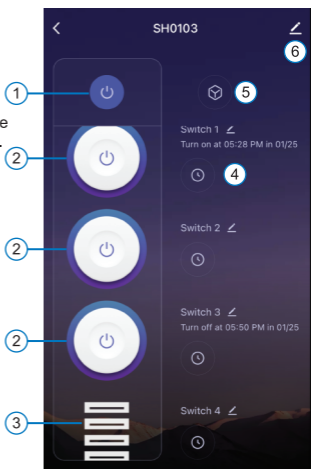 SH0103
6
1
5
e
.
Switch 1
Turn on at 05:28 PM in 01/25
2
4
Switch 2
2
Switch 3
Turn off at 05:50 PM in 01/25
2
Switch 4
3